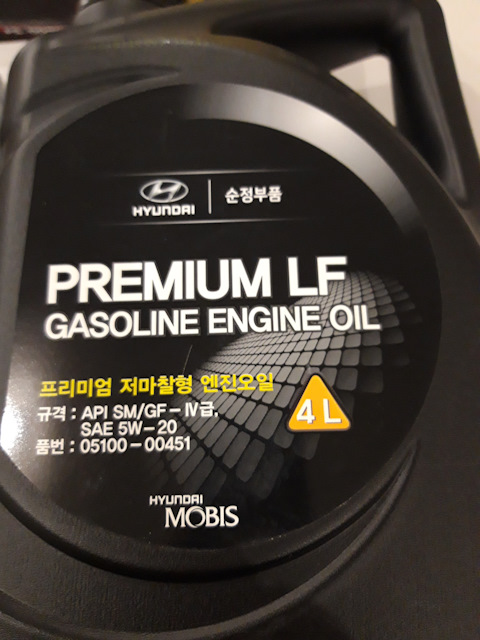 HYUNDAI 순정부품
PREMIUM LF
GASOLINE ENGINE OIL
프리미엄 저마찰형 엔진오일
규격 : API SM/GF-Ⅳ급,
SAE 5W-20
품번 : 05100-00451
4 L
HYUNDAI
MOBIS